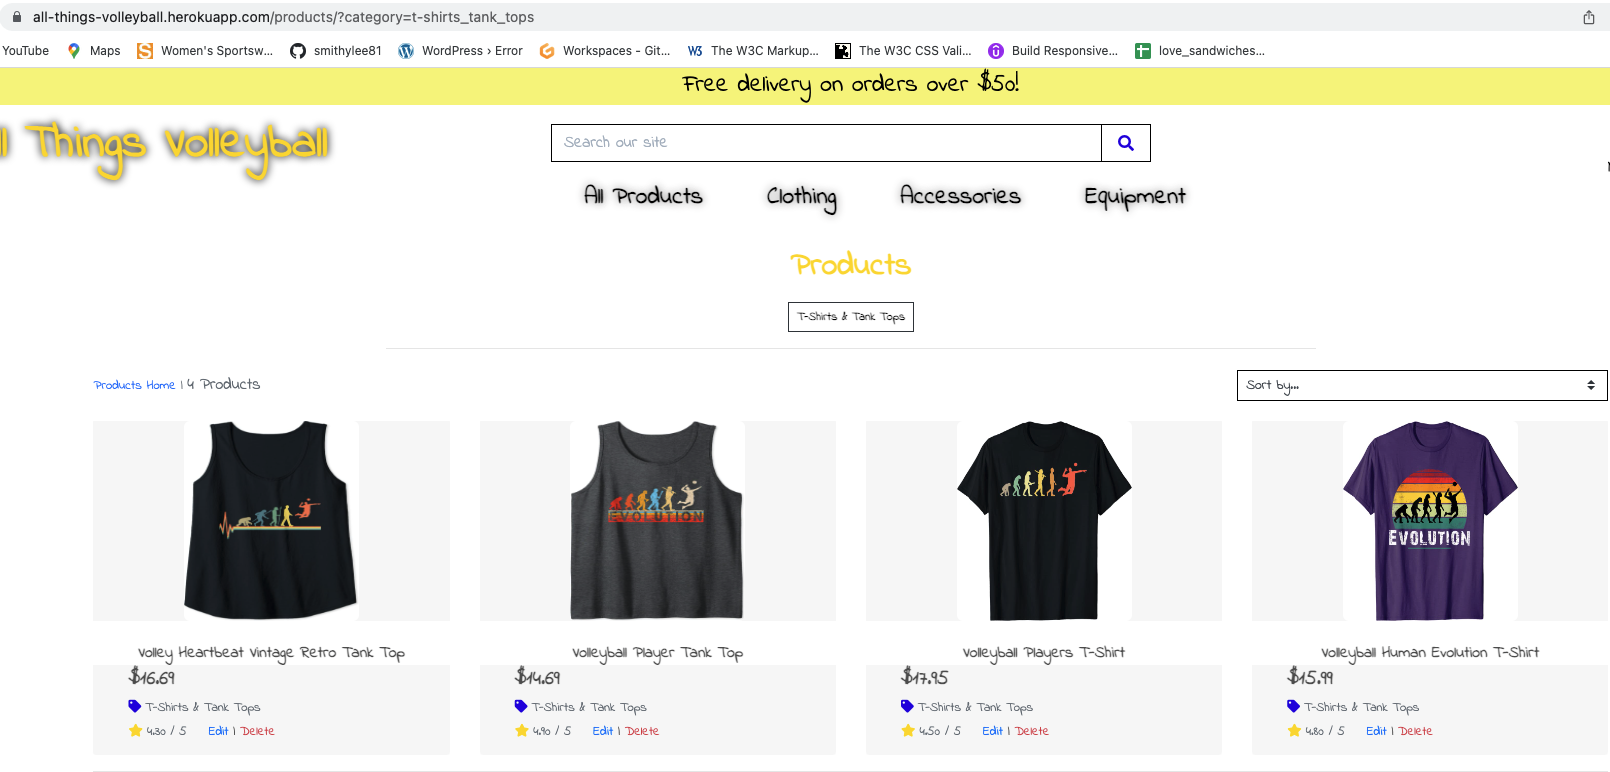 all-things-volleyball.herokuapp.com/products/?category=t-shirts_tank_tops
YouTube Maps Women's Sportsw... smithylee81 WordPress › Error Workspaces - Git... The W3C Markup... The W3C CSS Vali... Build Responsive... love_sandwiches...
Free delivery on orders over $50!
Things Volleyball
Search our site
All Products Clothing Accessories Equipment
Products
T-Shirts & Tank Tops
Products Home | 4 Products
Sort by...
EVOLUTION
EVOLUTION
Volley Heartbeat Vintage Retro Tank Top
$16.69
T-Shirts & Tank Tops
4.30 / 5 Edit | Delete
Volleyball Player Tank Top
$14.69
T-Shirts & Tank Tops
4.90 / 5 Edit | Delete
Volleyball Players T-Shirt
$17.95
T-Shirts & Tank Tops
4.50 / 5 Edit | Delete
Volleyball Human Evolution T-Shirt
$15.99
T-Shirts & Tank Tops
4.80 / 5 Edit | Delete